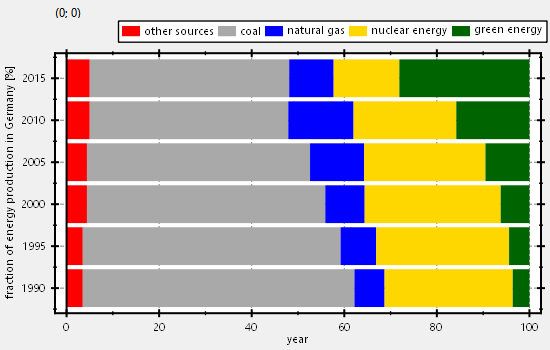 (0; 0)
other sources coal natural gas nuclear energy green energy
fraction of energy production in Germany [%]
2015
2010
2005
2000
1995
1990
0 20 40 60 80 100
year